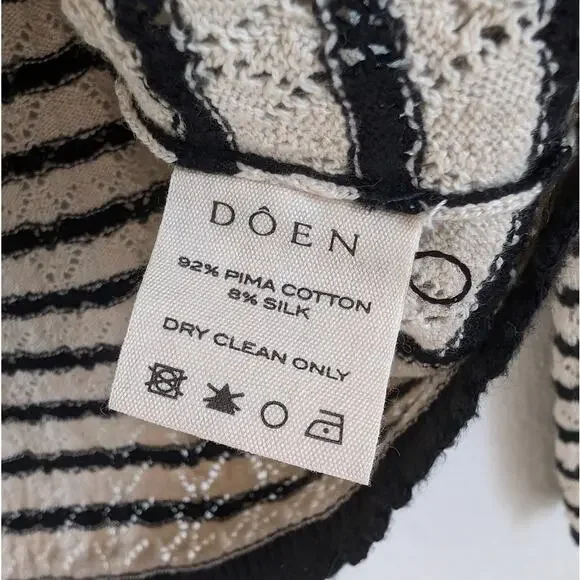 DÔEN
92% PIMA COTTON
8% SILK
DRY CLEAN ONLY